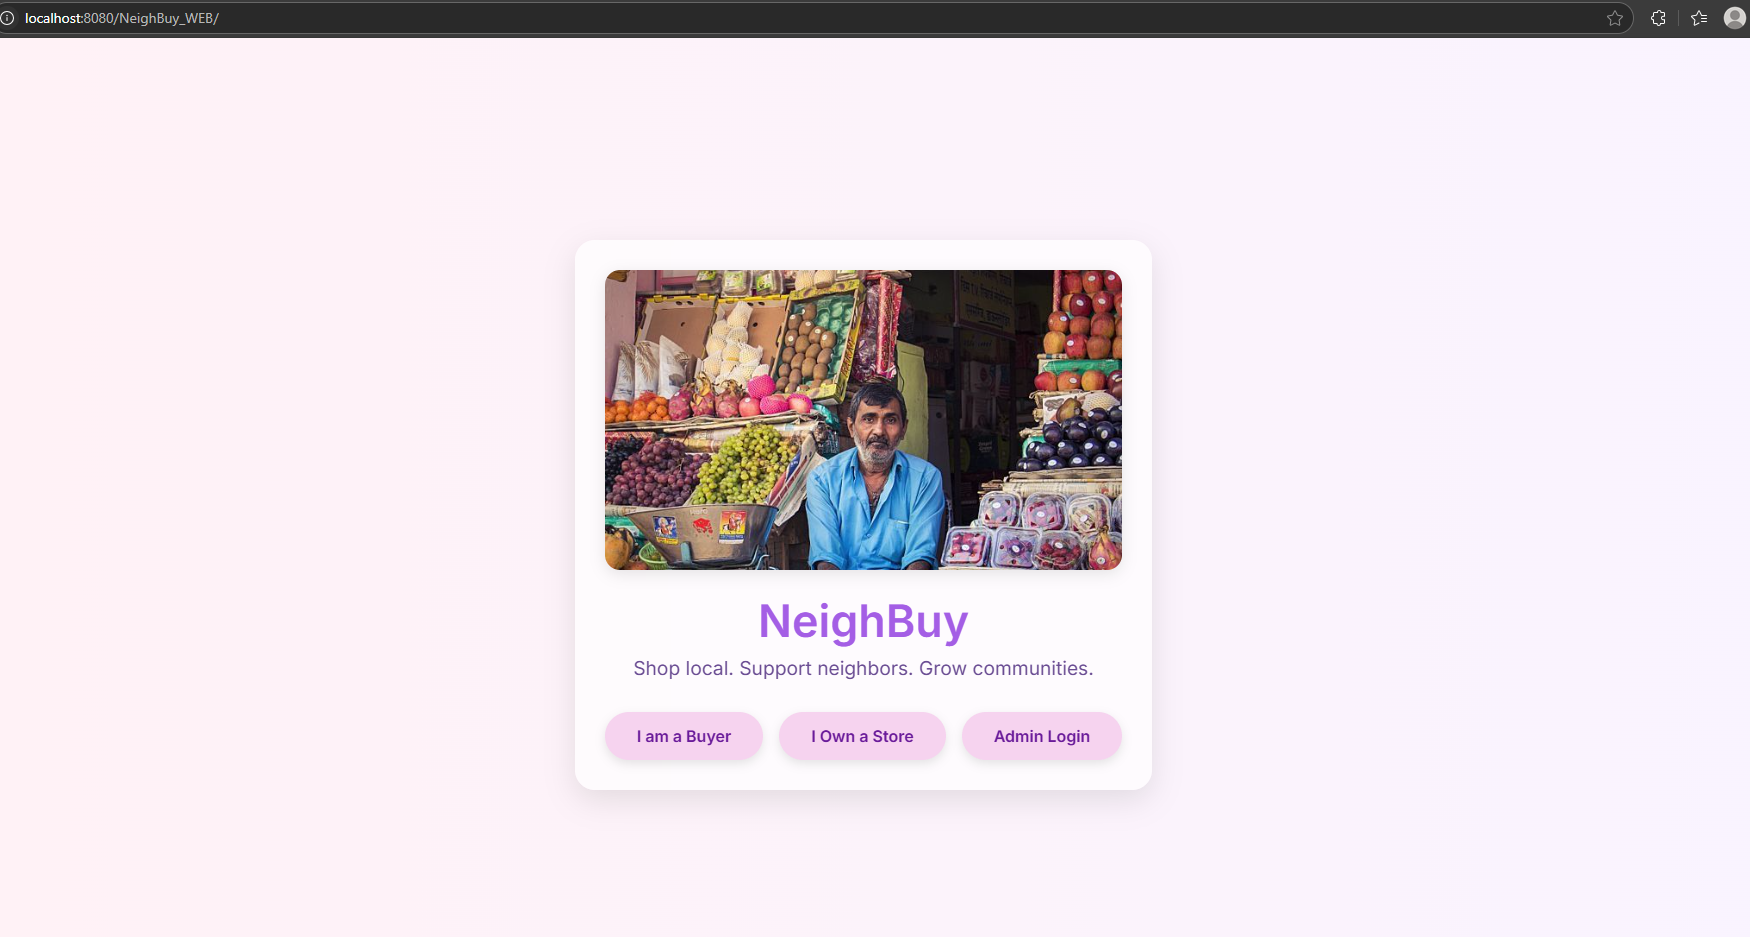 localhost:8080/NeighBuy_WEB/
NeighBuy
Shop local. Support neighbors. Grow communities.
I am a Buyer
I Own a Store
Admin Login